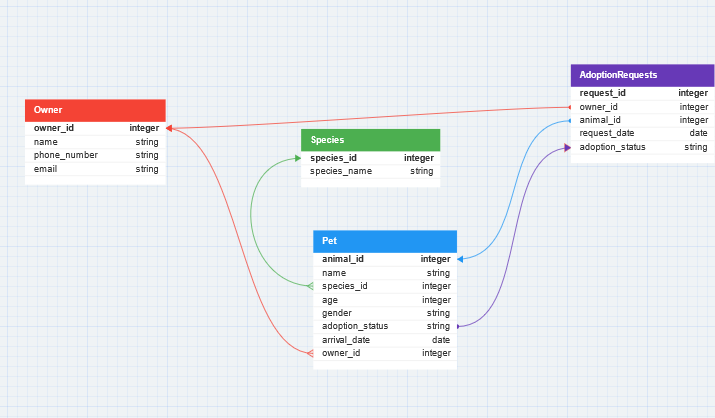 Owner
owner_id integer
name string
phone_number string
email string
Species
species_id integer
species_name string
Pet
animal_id integer
name string
species_id integer
age integer
gender string
adoption_status string
arrival_date date
owner_id integer
AdoptionRequests
request_id integer
owner_id integer
animal_id integer
request_date date
adoption_status string